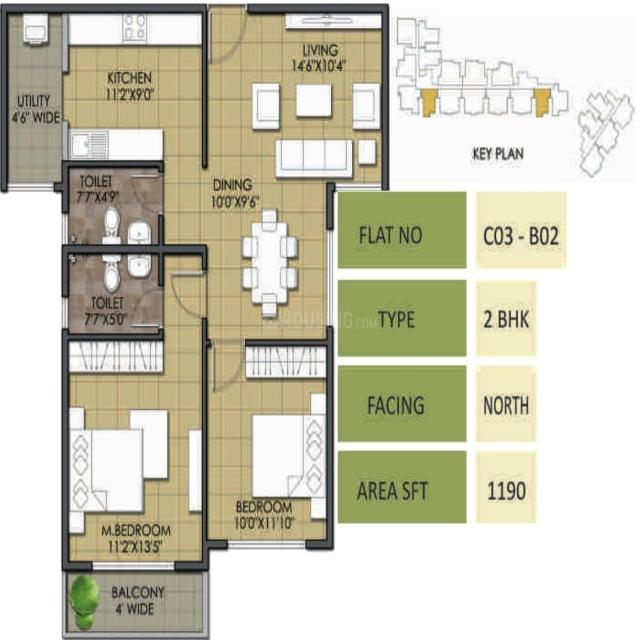 LIVING
14'6"X10'4"
KITCHEN
11'2"X9'0"
UTILITY
4'6" WIDE
KEY PLAN
TOILET
7'7"X4'9"
DINING
10'0"X9'6"
FLAT NO
C03 - B02
TOILET
7'7"X5'0"
HOUSING.COM
TYPE
2 BHK
FACING
NORTH
AREA SFT
1190
BEDROOM
10'0"X11'10"
M.BEDROOM
11'2"X13'5"
BALCONY
4' WIDE